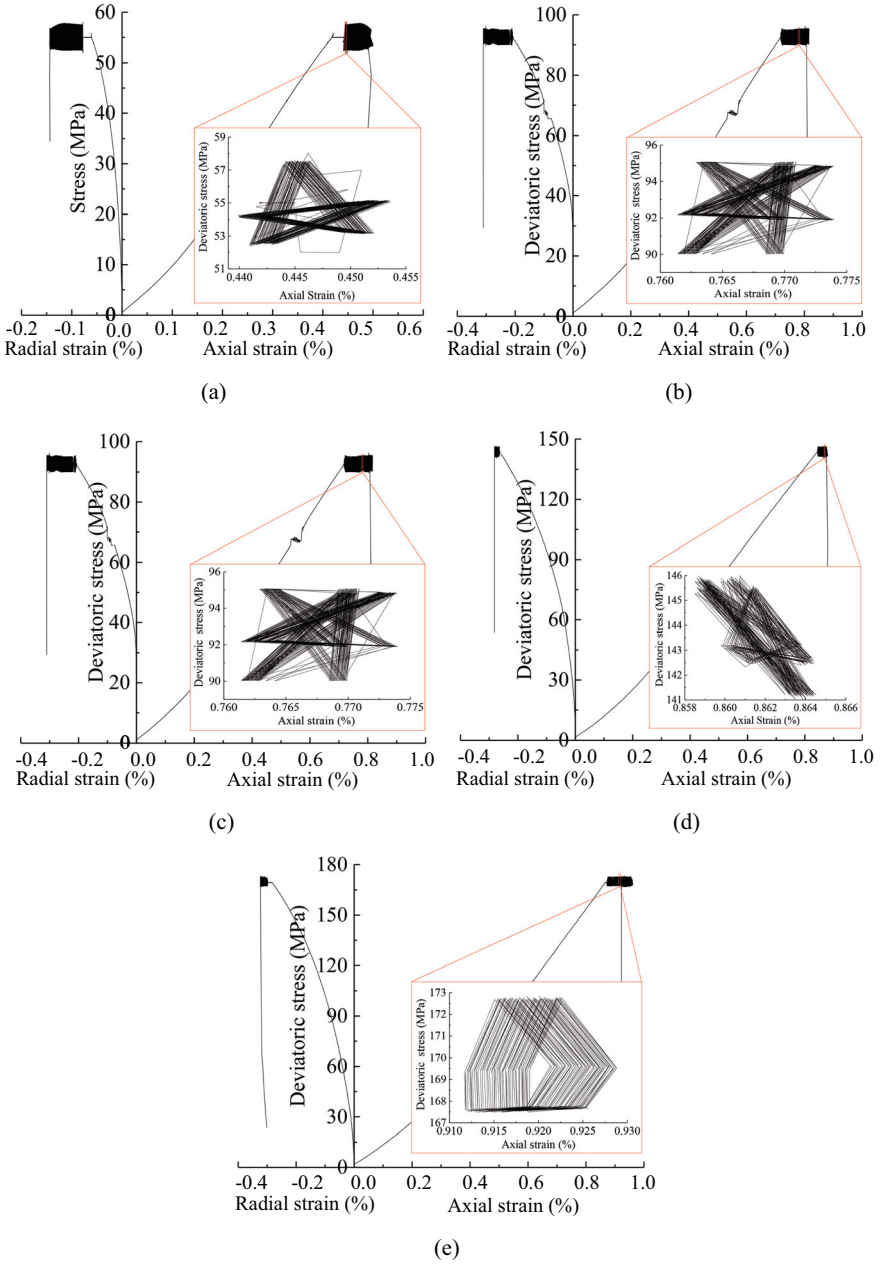 60
50
40
30
20
10
0
Stress (MPa)
-0.2 -0.1 0.0 0.1 0.2 0.3 0.4 0.5 0.6
Radial strain (%) Axial strain (%)
59
57
55
53
51
Deviatoric stress (MPa)
0.440 0.445 0.450 0.455
Axial Strain (%)
(a)
100
80
60
40
20
0
Deviatoric stress (MPa)
-0.4 -0.2 0.0 0.2 0.4 0.6 0.8 1.0
Radial strain (%) Axial strain (%)
96
94
92
90
Deviatoric stress (MPa)
0.760 0.765 0.770 0.775
Axial Strain (%)
(b)
100
80
60
40
20
0
Deviatoric stress (MPa)
-0.4 -0.2 0.0 0.2 0.4 0.6 0.8 1.0
Radial strain (%) Axial strain (%)
96
94
92
90
Deviatoric stress (MPa)
0.760 0.765 0.770 0.775
Axial Strain (%)
(c)
150
120
90
60
30
0
Deviatoric stress (MPa)
-0.4 -0.2 0.0 0.2 0.4 0.6 0.8 1.0
Radial strain (%) Axial strain (%)
146
145
144
143
142
141
Deviatoric stress (MPa)
0.858 0.860 0.862 0.864 0.866
Axial Strain (%)
(d)
180
150
120
90
60
30
0
Deviatoric stress (MPa)
-0.4 -0.2 0.0 0.2 0.4 0.6 0.8 1.0
Radial strain (%) Axial strain (%)
173
172
171
170
169
168
167
Deviatoric stress (MPa)
0.910 0.915 0.920 0.925 0.930
Axial strain (%)
(e)